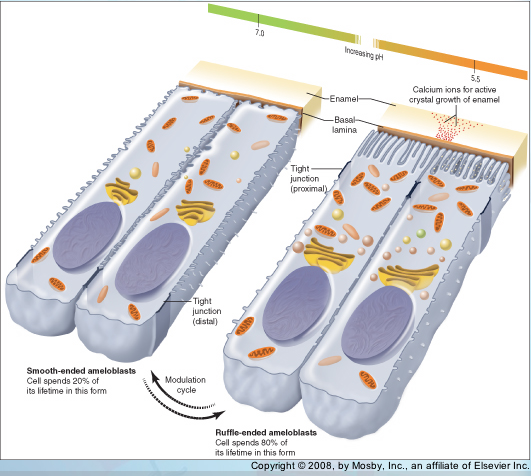 7.0
Increasing pH
5.5
Calcium ions for active
crystal growth of enamel
Enamel
Basal
lamina
Tight
junction
(proximal)
Tight
junction
(distal)
Smooth-ended ameloblasts
Cell spends 20% of
its lifetime in this form
Modulation
cycle
Ruffle-ended ameloblasts
Cell spends 80% of
its lifetime in this form
Copyright © 2008, by Mosby, Inc., an affiliate of Elsevier Inc.